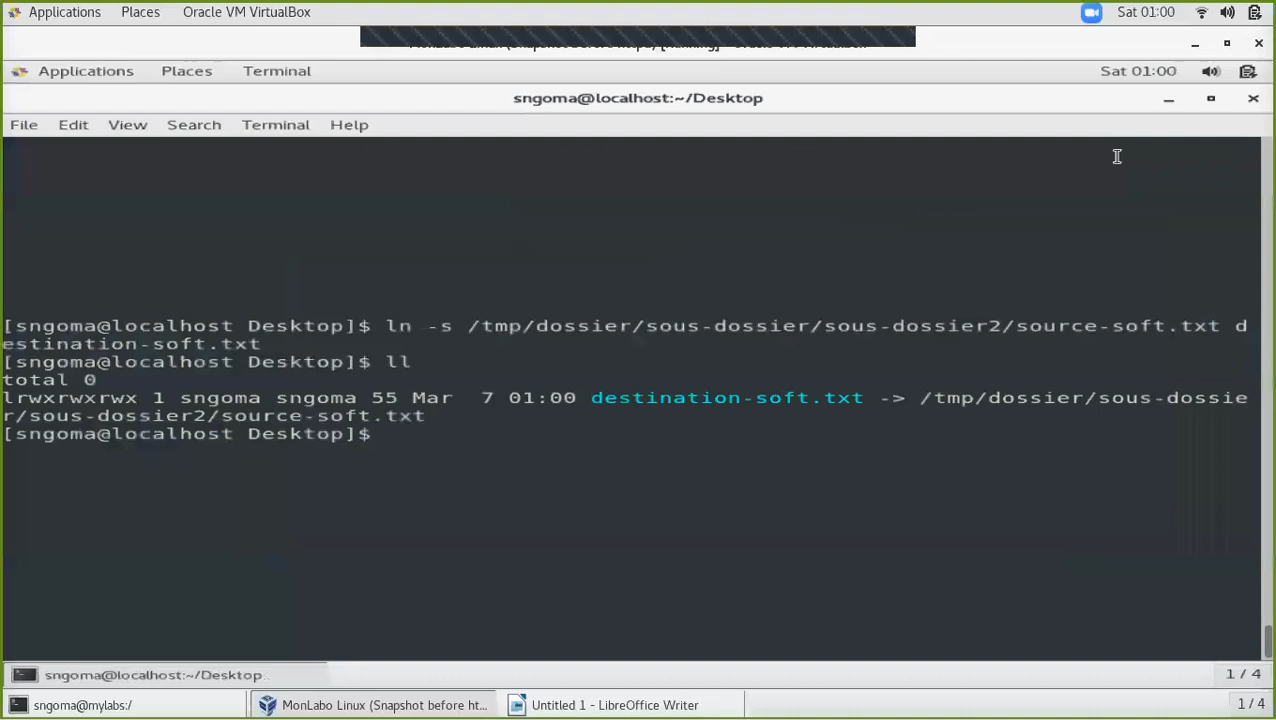 Applications Places Oracle VM VirtualBox Sat 01:00
Applications Places Terminal Sat 01:00
sngoma@localhost:~/Desktop
File Edit View Search Terminal Help
[sngoma@localhost Desktop]$ ln -s /tmp/dossier/sous-dossier/sous-dossier2/source-soft.txt d
estination-soft.txt
[sngoma@localhost Desktop]$ ll
total 0
lrwxrwxrwx 1 sngoma sngoma 55 Mar  7 01:00 destination-soft.txt -> /tmp/dossier/sous-dossie
r/sous-dossier2/source-soft.txt
[sngoma@localhost Desktop]$
sngoma@localhost:~/Desktop 1 / 4
sngoma@mylabs:/ MonLabo Linux (Snapshot before ht... Untitled 1 - LibreOffice Writer 1 / 4